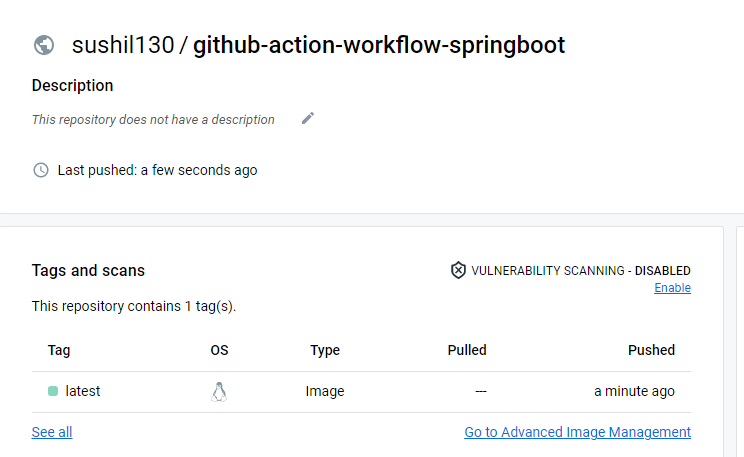 sushil130 / github-action-workflow-springboot
Description
This repository does not have a description
Last pushed: a few seconds ago
Tags and scans
VULNERABILITY SCANNING - DISABLED
Enable
This repository contains 1 tag(s).
Tag OS Type Pulled Pushed
latest Image --- a minute ago
See all Go to Advanced Image Management